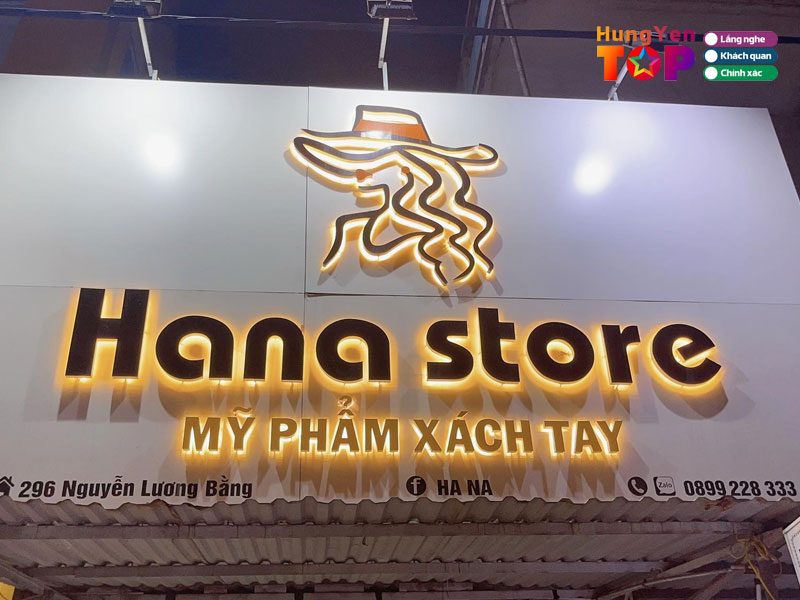 HungYen
TOP
Lắng nghe
Khách quan
Chính xác
Hana store
MỸ PHẨM XÁCH TAY
296 Nguyễn Lương Bằng
f HA NA
Zalo 0899 228 333